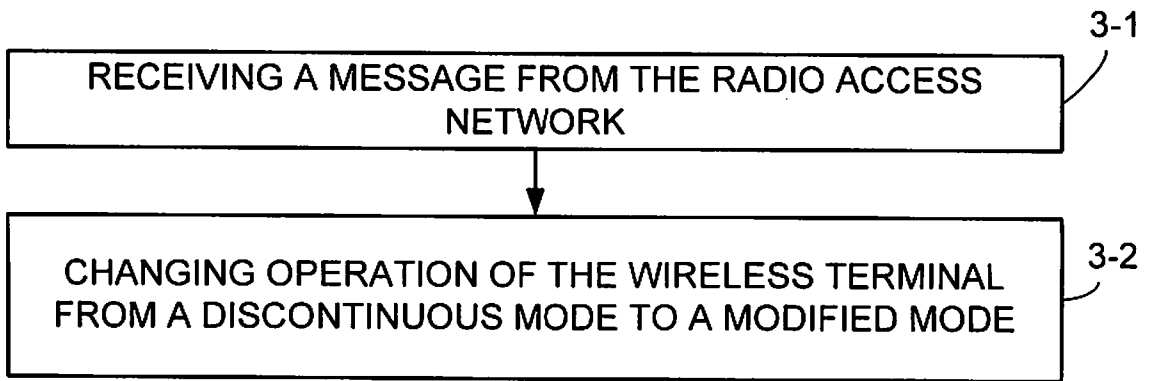 3-1
RECEIVING A MESSAGE FROM THE RADIO ACCESS
NETWORK
3-2
CHANGING OPERATION OF THE WIRELESS TERMINAL
FROM A DISCONTINUOUS MODE TO A MODIFIED MODE